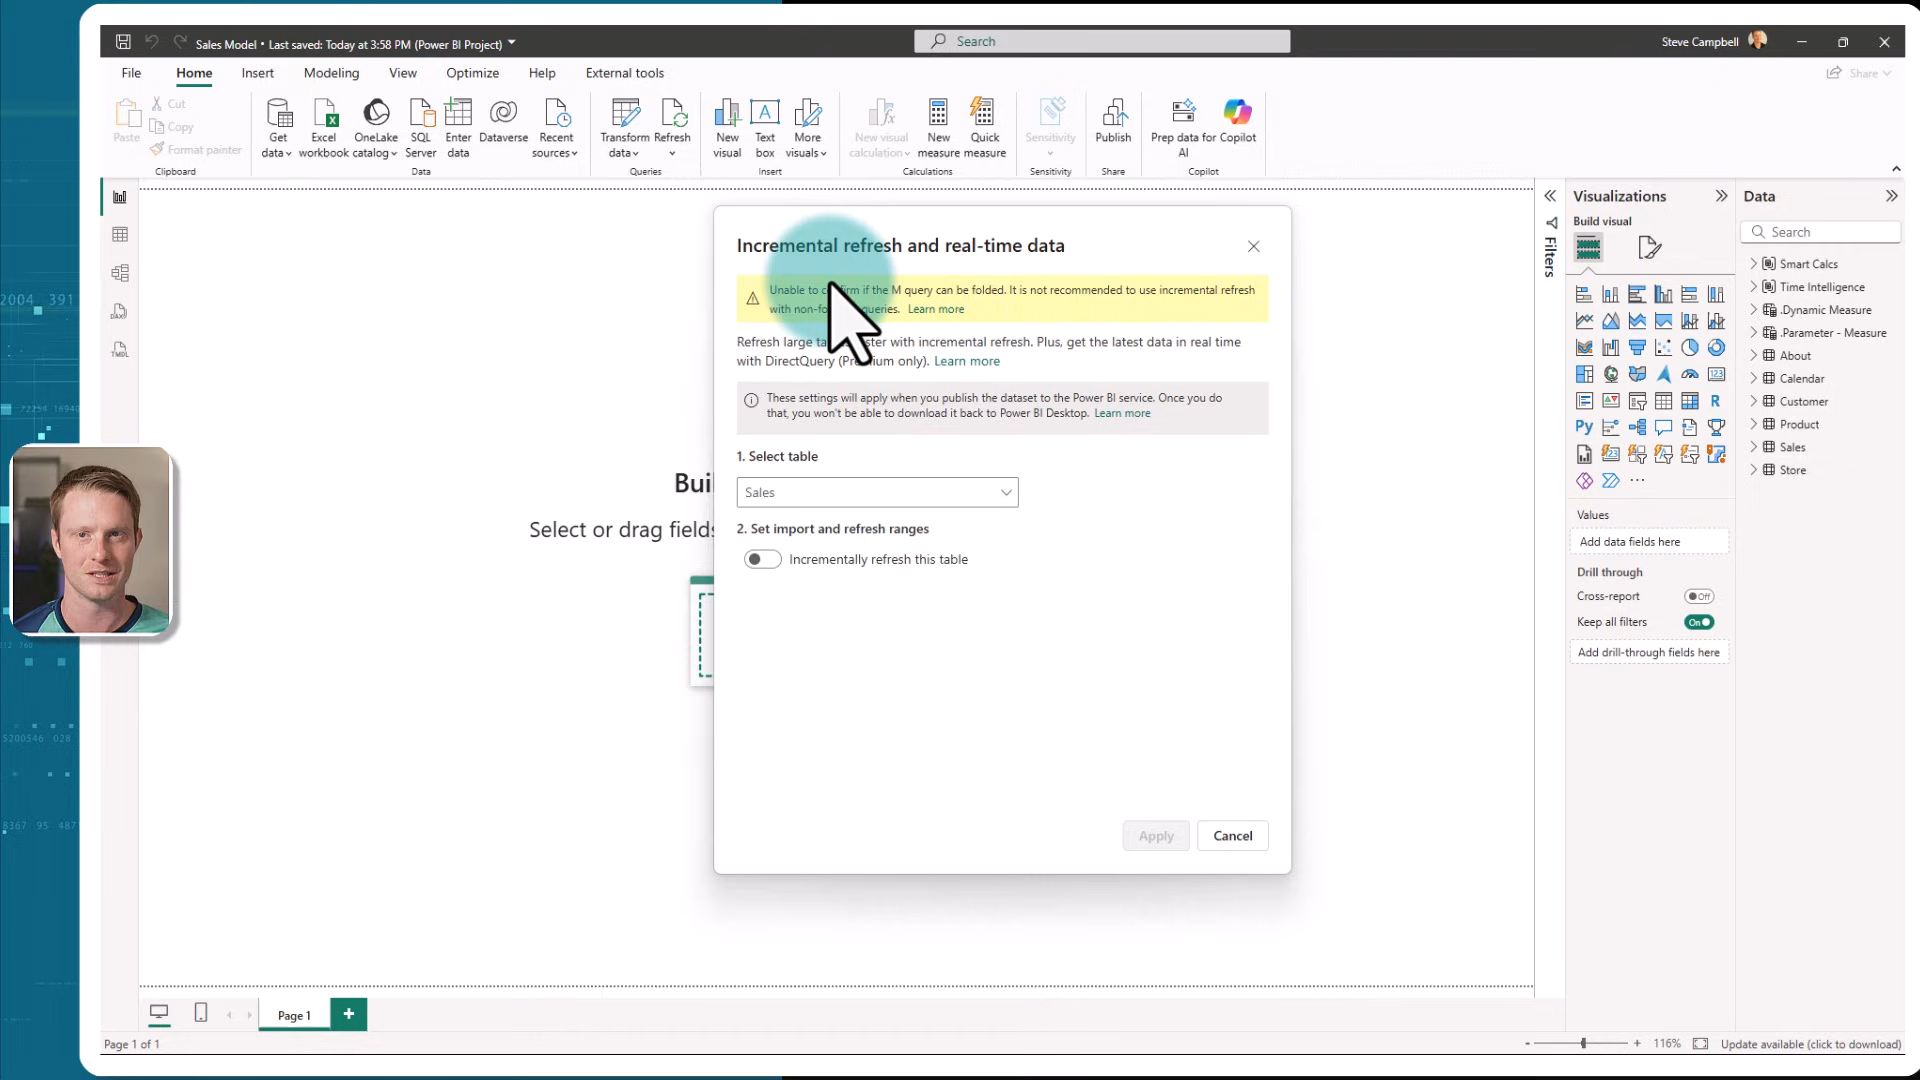 Sales Model • Last saved: Today at 3:58 PM (Power BI Project)
Search
Steve Campbell
File
Home
Insert
Modeling
View
Optimize
Help
External tools
Share
Paste
Cut
Copy
Format painter
Clipboard
Get data
Excel workbook
OneLake catalog
SQL Server
Enter data
Dataverse
Recent sources
Data
Transform data
Refresh
Queries
New visual
Text box
More visuals
Insert
New visual calculation
New measure
Quick measure
Calculations
Sensitivity
Sensitivity
Publish
Share
Prep data for AI
Copilot
Copilot
DAX
TMDL
Incremental refresh and real-time data
Unable to confirm if the M query can be folded. It is not recommended to use incremental refresh
Learn more
Refresh large
with incremental refresh. Plus, get the latest data in real time
with DirectQuery
only). Learn more
These settings will apply when you publish the dataset to the Power BI service. Once you do
that, you won't be able to download it back to Power BI Desktop. Learn more
1. Select table
Sales
2. Set import and refresh ranges
Incrementally refresh this table
Apply
Cancel
Select or drag fields
Filters
Visualizations
Build visual
123
123
R
Py
Values
Add data fields here
Drill through
Cross-report
Off
Keep all filters
On
Add drill-through fields here
Data
Search
Smart Calcs
Time Intelligence
.Dynamic Measure
.Parameter - Measure
About
Calendar
Customer
Product
Sales
Store
Page 1
Page 1 of 1
116%
Update available (click to download)
2004 391
5200546 028